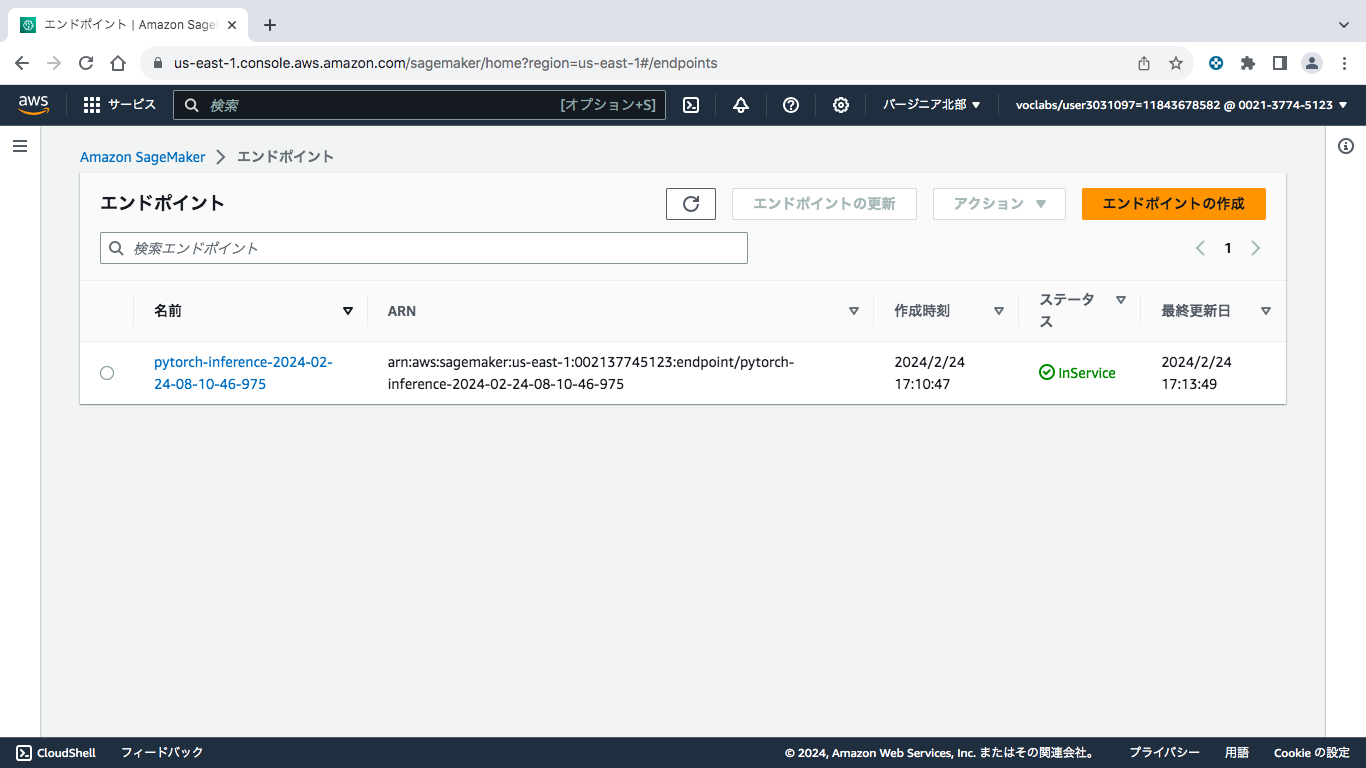 エンドポイント | Amazon Sage
us-east-1.console.aws.amazon.com/sagemaker/home?region=us-east-1#/endpoints
aws サービス 検索 [オプション+S] バージニア北部 voclabs/user3031097=11843678582 @ 0021-3774-5123
Amazon SageMaker エンドポイント
エンドポイント エンドポイントの更新 アクション エンドポイントの作成
検索エンドポイント 1
名前 ARN 作成時刻 ステータ 最終更新日
ス
pytorch-inference-2024-02- arn:aws:sagemaker:us-east-1:002137745123:endpoint/pytorch- 2024/2/24 InService 2024/2/24
24-08-10-46-975 inference-2024-02-24-08-10-46-975 17:10:47 17:13:49
CloudShell フィードバック © 2024, Amazon Web Services, Inc. またはその関連会社。 プライバシー 用語 Cookie の設定